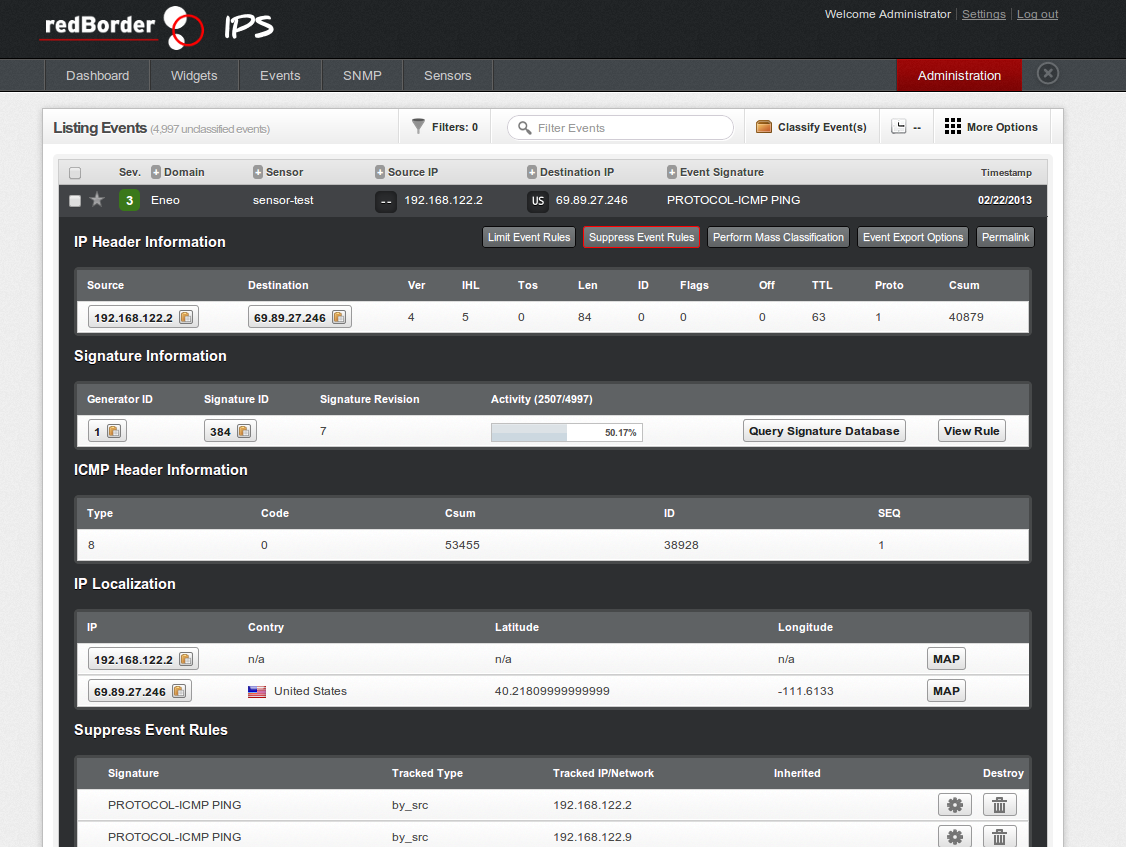 redBorder IPS
Welcome Administrator | Settings | Log out
Dashboard Widgets Events SNMP Sensors Administration
Listing Events (4,997 unclassified events) Filters: 0 Filter Events Classify Event(s) -- More Options
Sev. Domain Sensor Source IP Destination IP Event Signature Timestamp
3 Eneo sensor-test -- 192.168.122.2 US 69.89.27.246 PROTOCOL-ICMP PING 02/22/2013
IP Header Information Limit Event Rules Suppress Event Rules Perform Mass Classification Event Export Options Permalink
Source Destination Ver IHL Tos Len ID Flags Off TTL Proto Csum
192.168.122.2 69.89.27.246 4 5 0 84 0 0 0 63 1 40879
Signature Information
Generator ID Signature ID Signature Revision Activity (2507/4997)
1 384 7 50.17% Query Signature Database View Rule
ICMP Header Information
Type Code Csum ID SEQ
8 0 53455 38928 1
IP Localization
IP Contry Latitude Longitude
192.168.122.2 n/a n/a n/a MAP
69.89.27.246 United States 40.21809999999999 -111.6133 MAP
Suppress Event Rules
Signature Tracked Type Tracked IP/Network Inherited Destroy
PROTOCOL-ICMP PING by_src 192.168.122.2
PROTOCOL-ICMP PING by_src 192.168.122.9